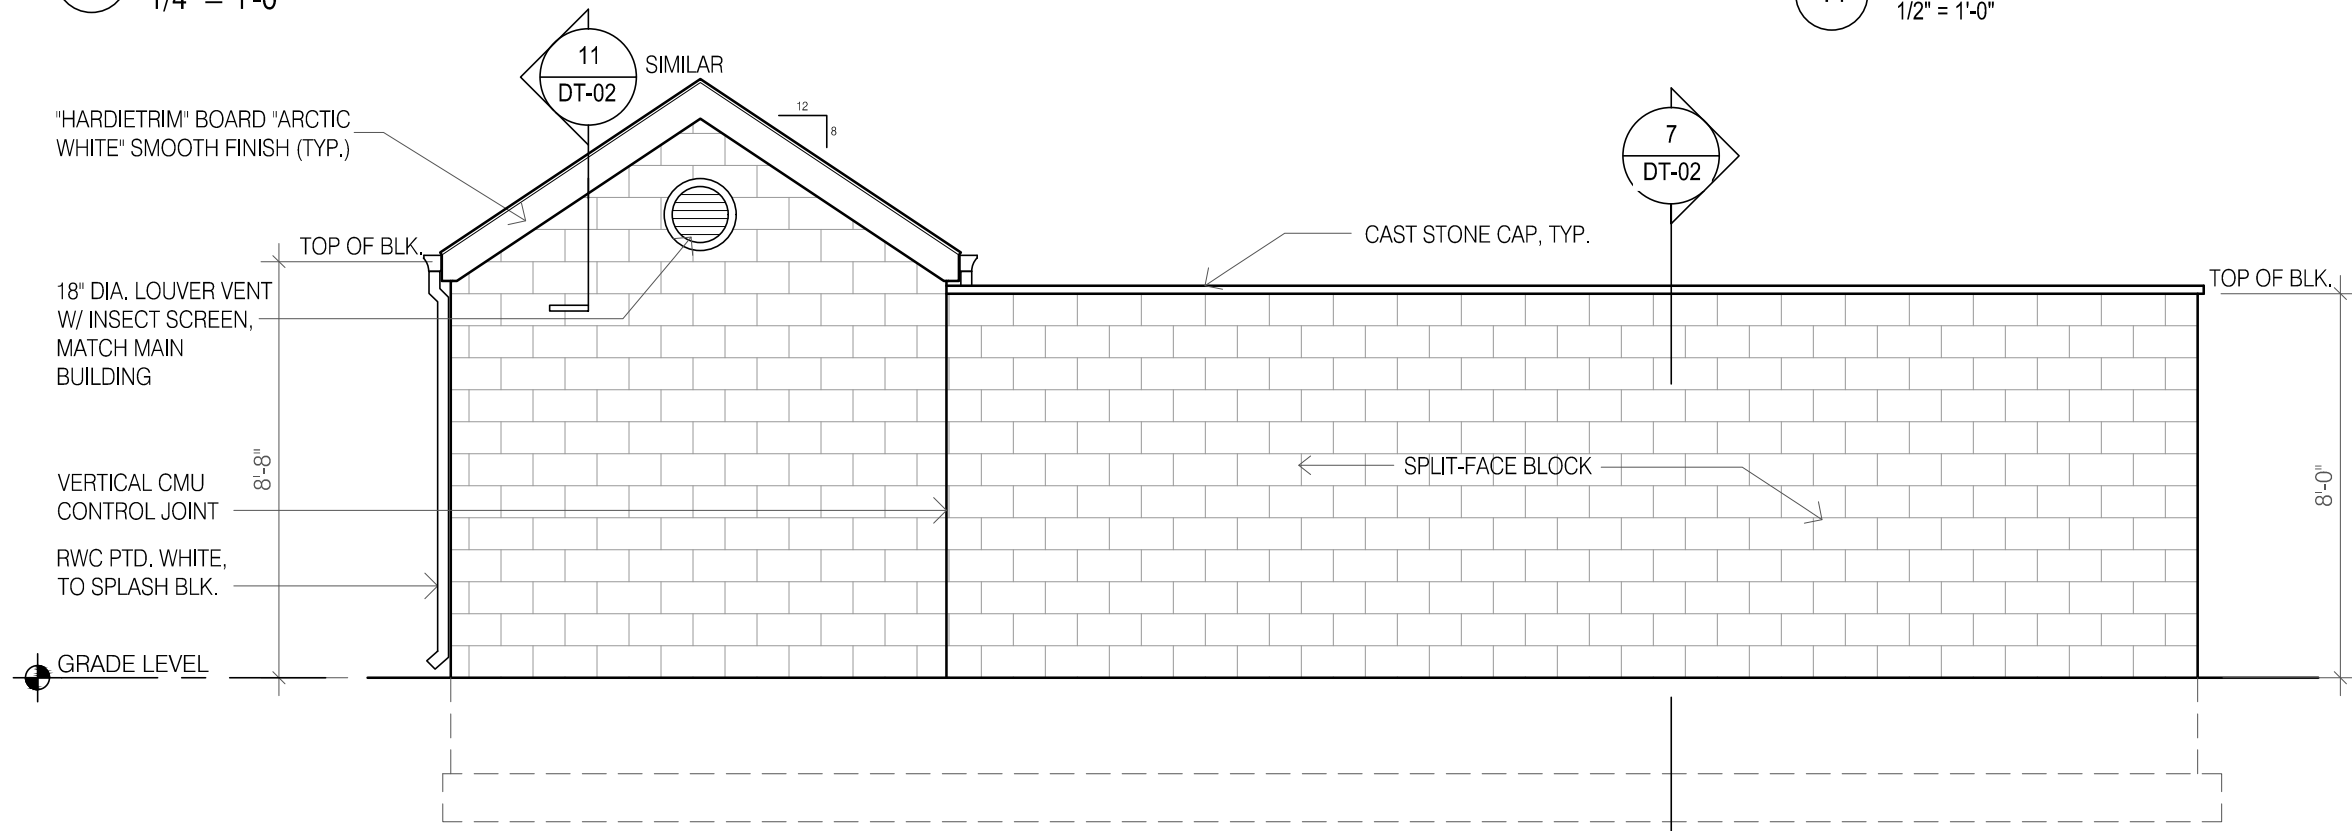 1/4" = 1'-0"
1/2" = 1'-0"
11
DT-02
SIMILAR
12
8
7
DT-02
"HARDIETRIM" BOARD "ARCTIC
WHITE" SMOOTH FINISH (TYP.)
TOP OF BLK.
CAST STONE CAP, TYP.
TOP OF BLK.
18" DIA. LOUVER VENT
W/ INSECT SCREEN,
MATCH MAIN
BUILDING
8'-8"
SPLIT-FACE BLOCK
8'-0"
VERTICAL CMU
CONTROL JOINT
RWC PTD. WHITE,
TO SPLASH BLK.
GRADE LEVEL